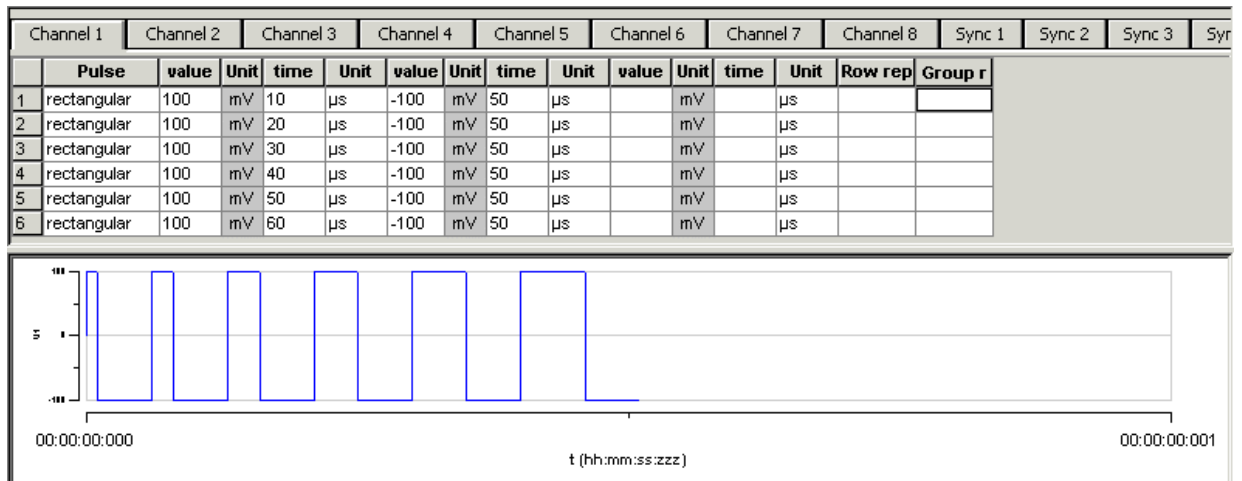 Channel 1 Channel 2 Channel 3 Channel 4 Channel 5 Channel 6 Channel 7 Channel 8 Sync 1 Sync 2 Sync 3 Syr
Pulse value Unit time Unit value Unit time Unit value Unit time Unit Row rep Group r
1 rectangular 100 mV 10 µs -100 mV 50 µs mV µs
2 rectangular 100 mV 20 µs -100 mV 50 µs mV µs
3 rectangular 100 mV 30 µs -100 mV 50 µs mV µs
4 rectangular 100 mV 40 µs -100 mV 50 µs mV µs
5 rectangular 100 mV 50 µs -100 mV 50 µs mV µs
6 rectangular 100 mV 60 µs -100 mV 50 µs mV µs
100
0
-100
00:00:00:000 00:00:00:001
t (hh:mm:ss:zzz)